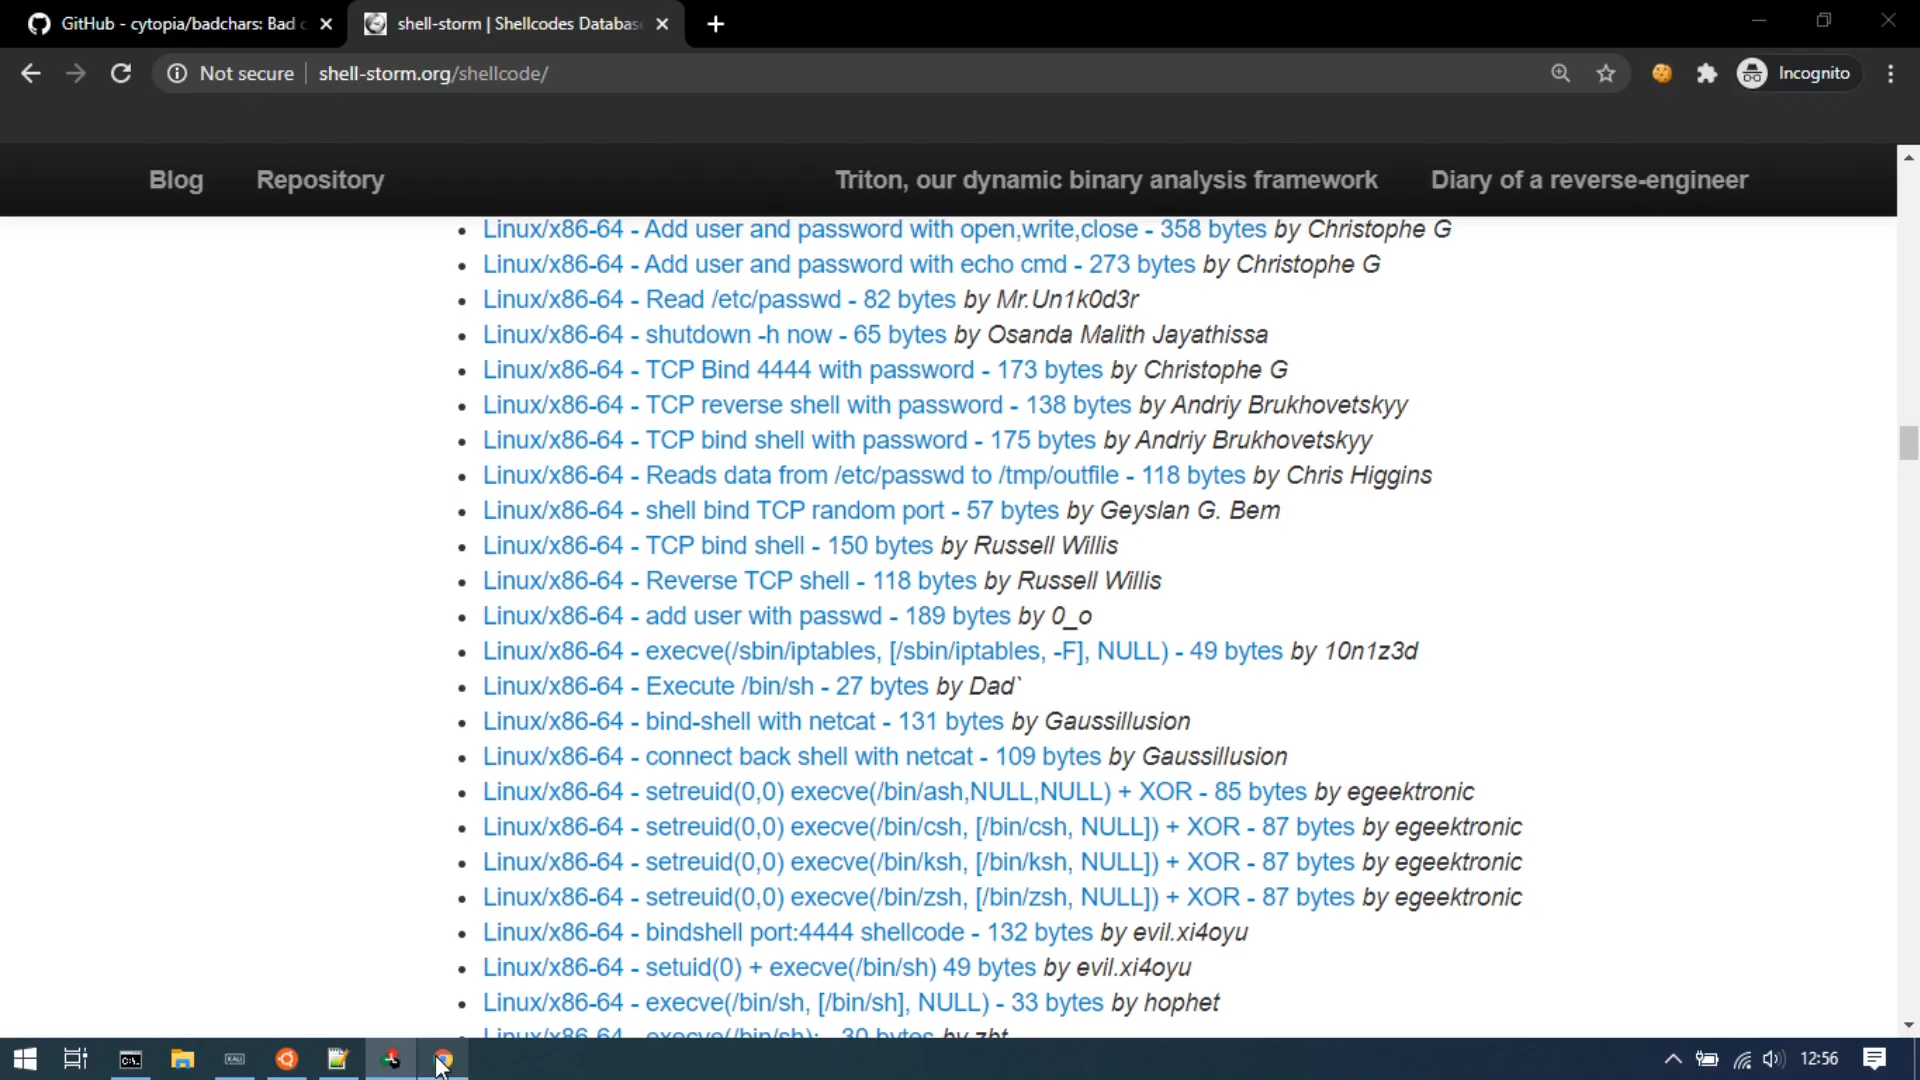 GitHub - cytopia/badchars: Bad c
shell-storm | Shellcodes Databas
Not secure
shell-storm.org/shellcode/
Incognito
Blog
Repository
Triton, our dynamic binary analysis framework
Diary of a reverse-engineer
Linux/x86-64 - Add user and password with open,write,close - 358 bytes by Christophe G
Linux/x86-64 - Add user and password with echo cmd - 273 bytes by Christophe G
Linux/x86-64 - Read /etc/passwd - 82 bytes by Mr.Un1k0d3r
Linux/x86-64 - shutdown -h now - 65 bytes by Osanda Malith Jayathissa
Linux/x86-64 - TCP Bind 4444 with password - 173 bytes by Christophe G
Linux/x86-64 - TCP reverse shell with password - 138 bytes by Andriy Brukhovetskyy
Linux/x86-64 - TCP bind shell with password - 175 bytes by Andriy Brukhovetskyy
Linux/x86-64 - Reads data from /etc/passwd to /tmp/outfile - 118 bytes by Chris Higgins
Linux/x86-64 - shell bind TCP random port - 57 bytes by Geyslan G. Bem
Linux/x86-64 - TCP bind shell - 150 bytes by Russell Willis
Linux/x86-64 - Reverse TCP shell - 118 bytes by Russell Willis
Linux/x86-64 - add user with passwd - 189 bytes by 0_o
Linux/x86-64 - execve(/sbin/iptables, [/sbin/iptables, -F], NULL) - 49 bytes by 10n1z3d
Linux/x86-64 - Execute /bin/sh - 27 bytes by Dad`
Linux/x86-64 - bind-shell with netcat - 131 bytes by Gaussillusion
Linux/x86-64 - connect back shell with netcat - 109 bytes by Gaussillusion
Linux/x86-64 - setreuid(0,0) execve(/bin/ash,NULL,NULL) + XOR - 85 bytes by egeektronic
Linux/x86-64 - setreuid(0,0) execve(/bin/csh, [/bin/csh, NULL]) + XOR - 87 bytes by egeektronic
Linux/x86-64 - setreuid(0,0) execve(/bin/ksh, [/bin/ksh, NULL]) + XOR - 87 bytes by egeektronic
Linux/x86-64 - setreuid(0,0) execve(/bin/zsh, [/bin/zsh, NULL]) + XOR - 87 bytes by egeektronic
Linux/x86-64 - bindshell port:4444 shellcode - 132 bytes by evil.xi4oyu
Linux/x86-64 - setuid(0) + execve(/bin/sh) 49 bytes by evil.xi4oyu
Linux/x86-64 - execve(/bin/sh, [/bin/sh], NULL) - 33 bytes by hophet
Linux/x86-64 - execve(/bin/sh); - 30 bytes by zbt
12:56